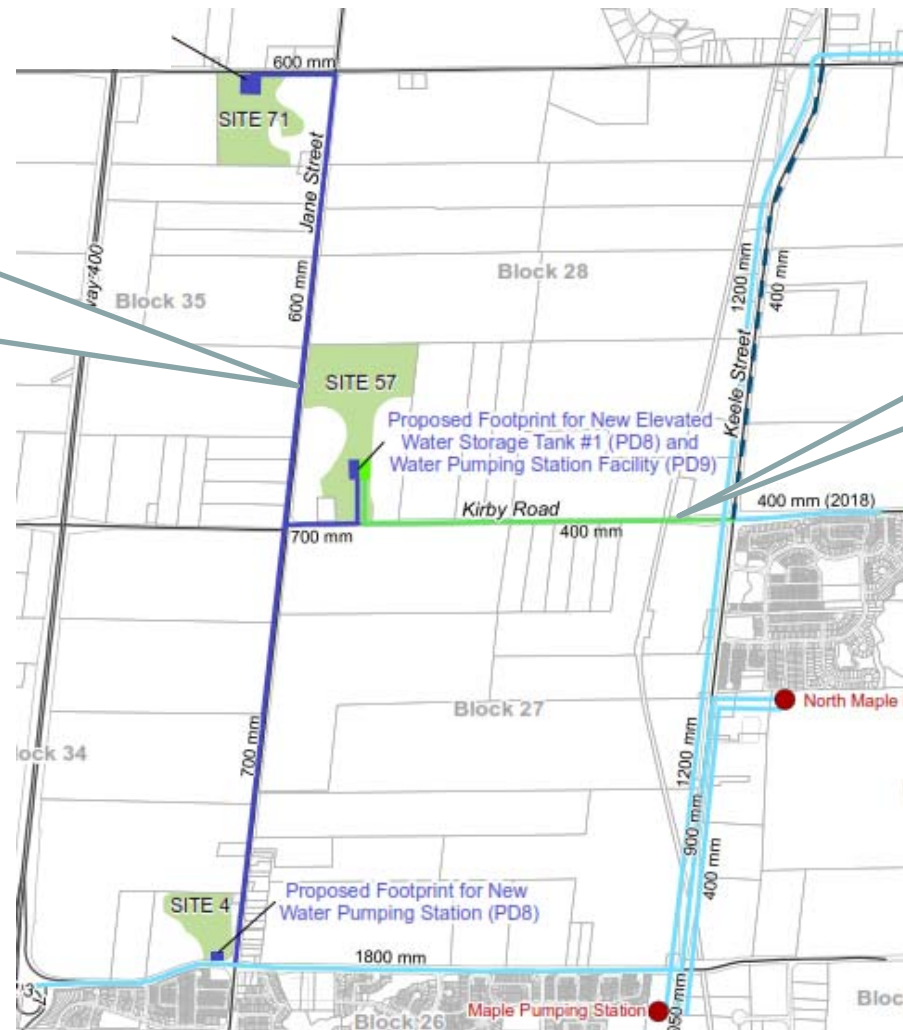 600 mm
SITE 71
Jane Street
way 400
600 mm
Block 28
Block 35
1200 mm
400 mm
Keele Street
SITE 57
Proposed Footprint for New Elevated
Water Storage Tank #1 (PD8) and
Water Pumping Station Facility (PD9)
Kirby Road
400 mm (2018)
700 mm
400 mm
North Maple
Block 27
700 mm
1200 mm
ock 34
900 mm
400 mm
SITE 4
Proposed Footprint for New
Water Pumping Station (PD8)
1800 mm
Maple Pumping Station
050 mm
Block 26
Bloc